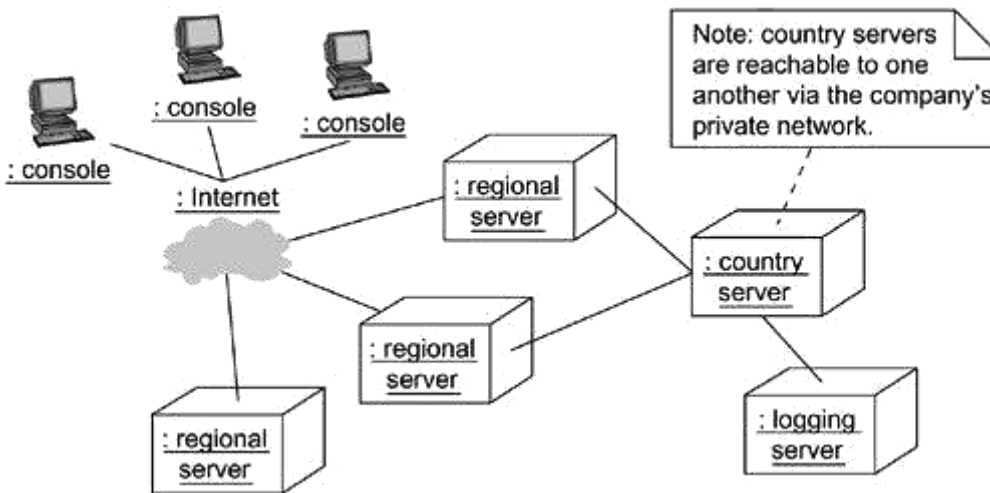 : console
: console
: console
: Internet
: regional
server
: regional
server
: regional
server
Note: country servers
are reachable to one
another via the company's
private network.
: country
server
: logging
server